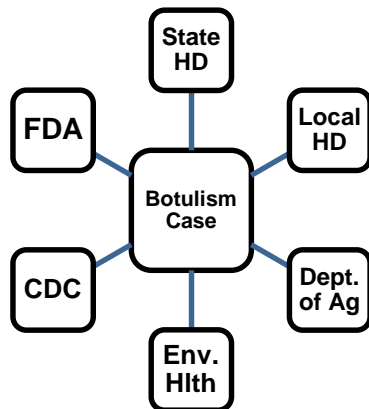 State
HD
FDA
Local
HD
Botulism
Case
CDC
Dept.
of Ag
Env.
Hlth